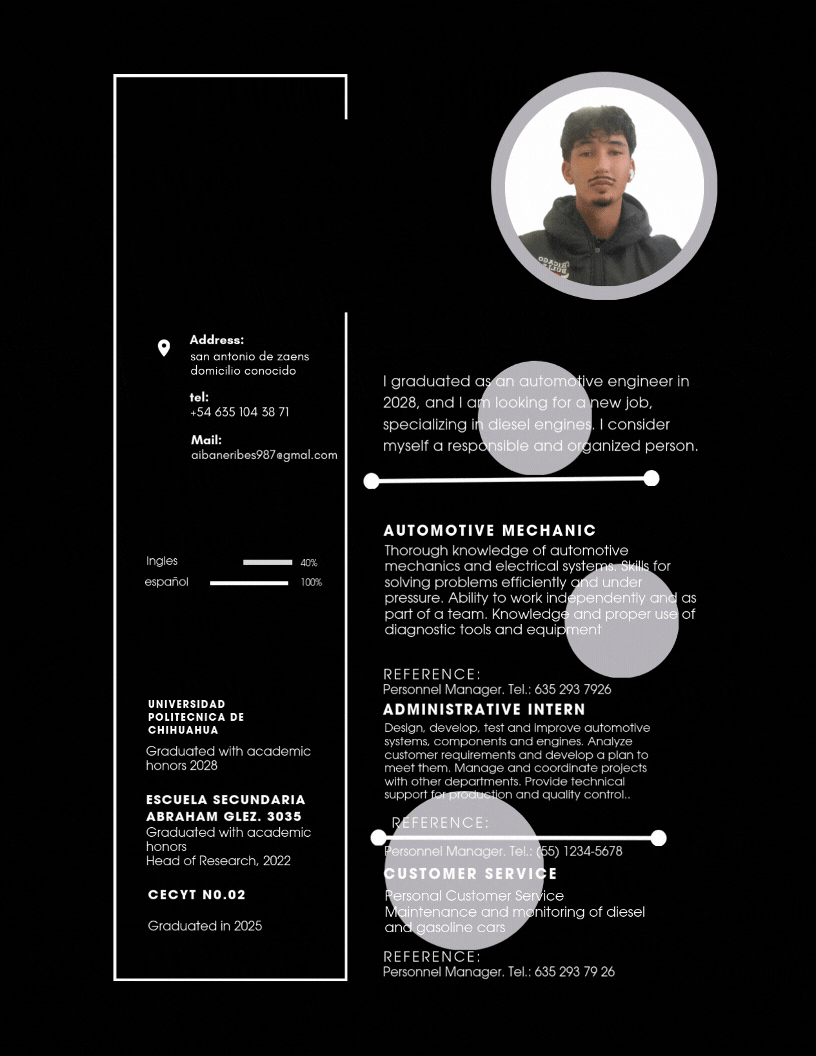 Address:
san antonio de zaens
domicilio conocido
tel:
+54 635 104 38 71
Mail:
aibaneribes987@gmail.com
Ingles 40%
español 100%
UNIVERSIDAD
POLITECNICA DE
CHIHUAHUA
Graduated with academic
honors 2028
ESCUELA SECUNDARIA
ABRAHAM GLEZ. 3035
Graduated with academic
honors
Head of Research, 2022
CECYT N0.02
Graduated in 2025
I graduated as an automotive engineer in
2028, and I am looking for a new job,
specializing in diesel engines. I consider
myself a responsible and organized person.
AUTOMOTIVE MECHANIC
Thorough knowledge of automotive
mechanics and electrical systems. Skills for
solving problems efficiently and under
pressure. Ability to work independently and as
part of a team. Knowledge and proper use of
diagnostic tools and equipment
REFERENCE:
Personnel Manager. Tel.: 635 293 7926
ADMINISTRATIVE INTERN
Design, develop, test and improve automotive
systems, components and engines. Analyze
customer requirements and develop a plan to
meet them. Manage and coordinate projects
with other departments. Provide technical
support for production and quality control..
REFERENCE:
Personnel Manager. Tel.: (55) 1234-5678
CUSTOMER SERVICE
Personal Customer Service
Maintenance and monitoring of diesel
and gasoline cars
REFERENCE:
Personnel Manager. Tel.: 635 293 79 26